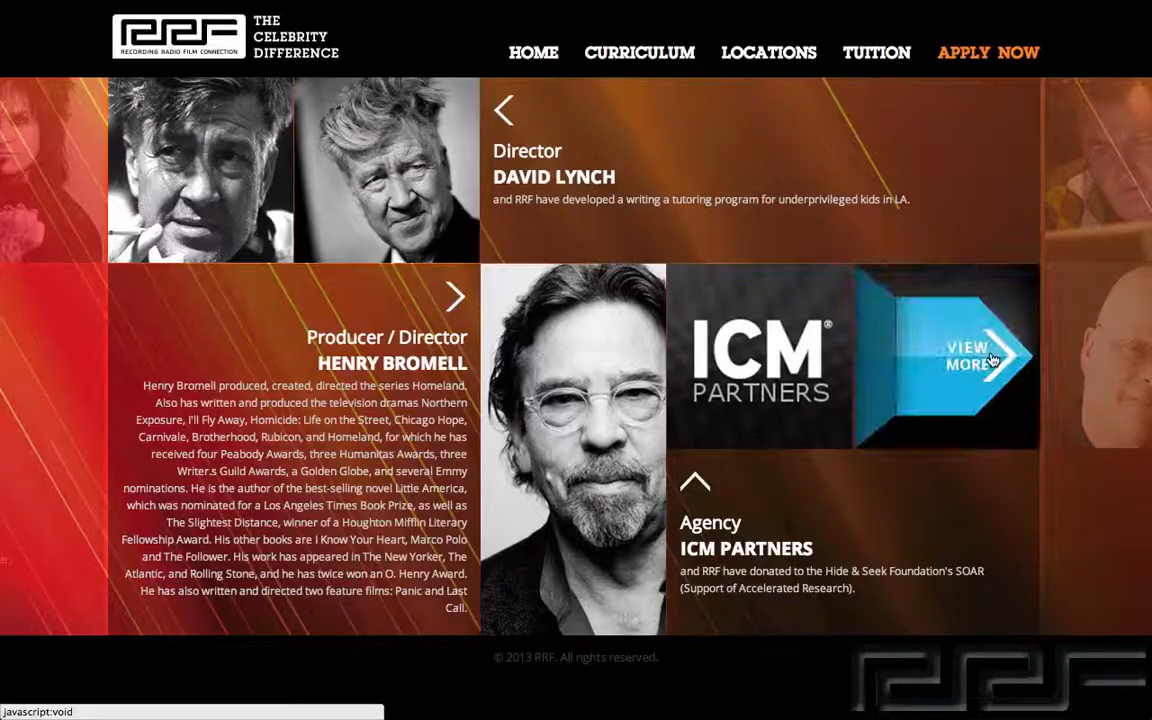 RRF
RECORDING RADIO FILM CONNECTION
THE
CELEBRITY
DIFFERENCE
HOME
CURRICULUM
LOCATIONS
TUITION
APPLY NOW
Director
DAVID LYNCH
and RRF have developed a writing a tutoring program for underprivileged kids in LA.
Producer / Director
HENRY BROMELL
Henry Bromell produced, created, directed the series Homeland.
Also has written and produced the television dramas Northern
Exposure, I'll Fly Away, Homicide: Life on the Street, Chicago Hope,
Carnivale, Brotherhood, Rubicon, and Homeland, for which he has
received four Peabody Awards, three Humanitas Awards, three
Writer.s Guild Awards, a Golden Globe, and several Emmy
nominations. He is the author of the best-selling novel Little America,
which was nominated for a Los Angeles Times Book Prize, as well as
The Slightest Distance, winner of a Houghton Mifflin Literary
Fellowship Award. His other books are I Know Your Heart, Marco Polo
and The Follower. His work has appeared in The New Yorker, The
Atlantic, and Rolling Stone, and he has twice won an O. Henry Award.
He has also written and directed two feature films: Panic and Last
Call.
ICM®
PARTNERS
VIEW
MORE
Agency
ICM PARTNERS
and RRF have donated to the Hide & Seek Foundation's SOAR
(Support of Accelerated Research).
© 2013 RRF. All rights reserved.
RRF
javascript:void